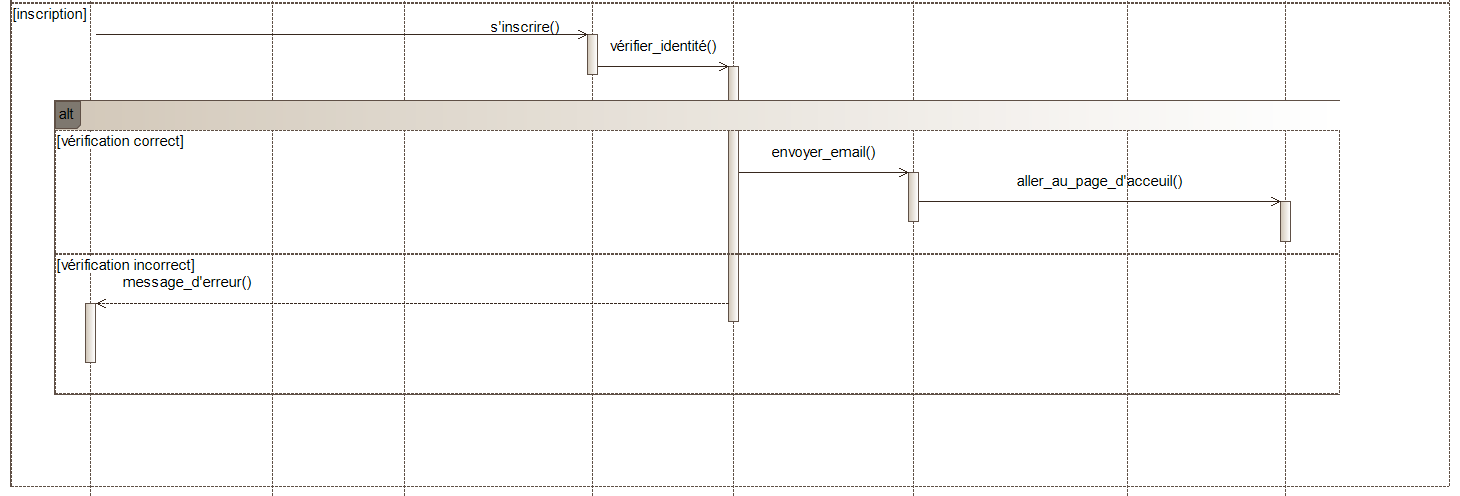 [inscription]
s'inscrire()
vérifier_identité()
alt
[vérification correct]
envoyer_email()
aller_au_page_d'acceuil()
[vérification incorrect]
message_d'erreur()